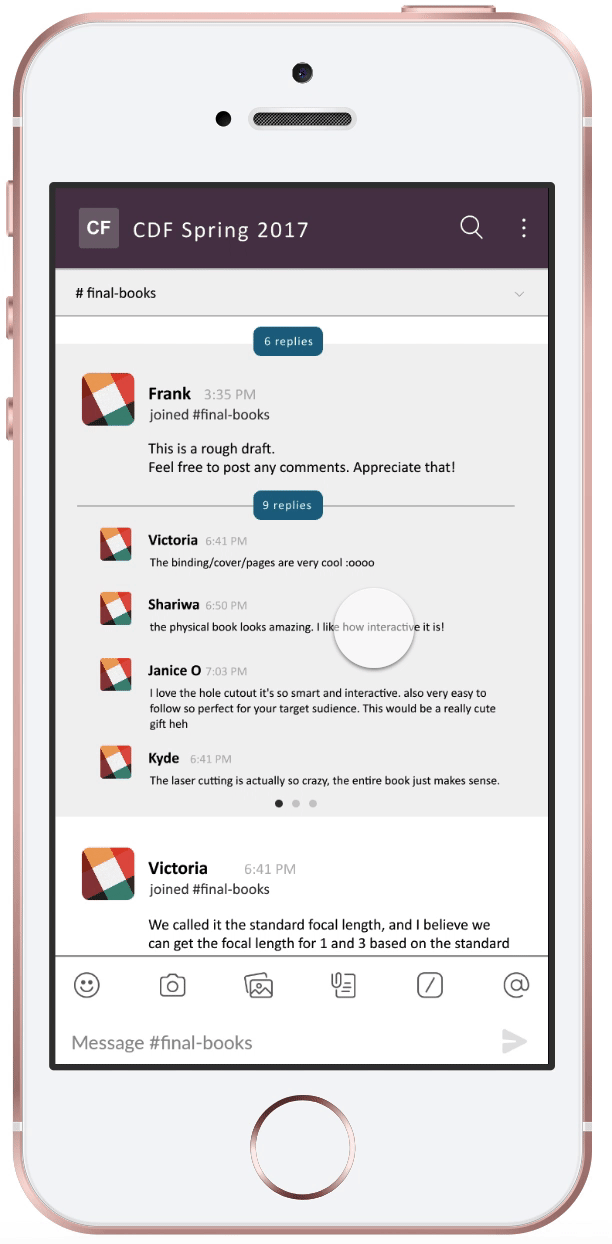 CF CDF Spring 2017
# final-books
6 replies
Frank 3:35 PM
joined #final-books
This is a rough draft.
Feel free to post any comments. Appreciate that!
9 replies
Victoria 6:41 PM
The binding/cover/pages are very cool :oooo
Shariwa 6:50 PM
the physical book looks amazing. I like how interactive it is!
Janice O 7:03 PM
I love the hole cutout it's so smart and interactive. also very easy to
follow so perfect for your target sudience. This would be a really cute
gift heh
Kyde 6:41 PM
The laser cutting is actually so crazy, the entire book just makes sense.
Victoria 6:41 PM
joined #final-books
We called it the standard focal length, and I believe we
can get the focal length for 1 and 3 based on the standard
Message #final-books